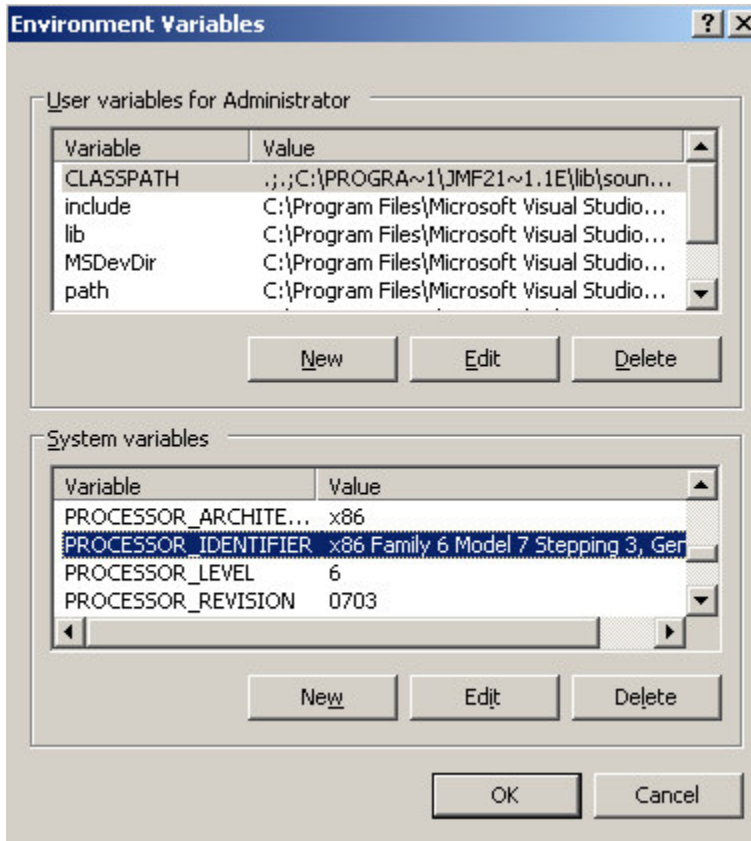 Environment Variables
User variables for Administrator
Variable Value
CLASSPATH .;.;C:\PROGRA~1\JMF21~1.1E\lib\soun...
include C:\Program Files\Microsoft Visual Studio...
lib C:\Program Files\Microsoft Visual Studio...
MSDevDir C:\Program Files\Microsoft Visual Studio...
path C:\Program Files\Microsoft Visual Studio...
New Edit Delete
System variables
Variable Value
PROCESSOR_ARCHITE... x86
PROCESSOR_IDENTIFIER x86 Family 6 Model 7 Stepping 3, Gen
PROCESSOR_LEVEL 6
PROCESSOR_REVISION 0703
New Edit Delete
OK Cancel